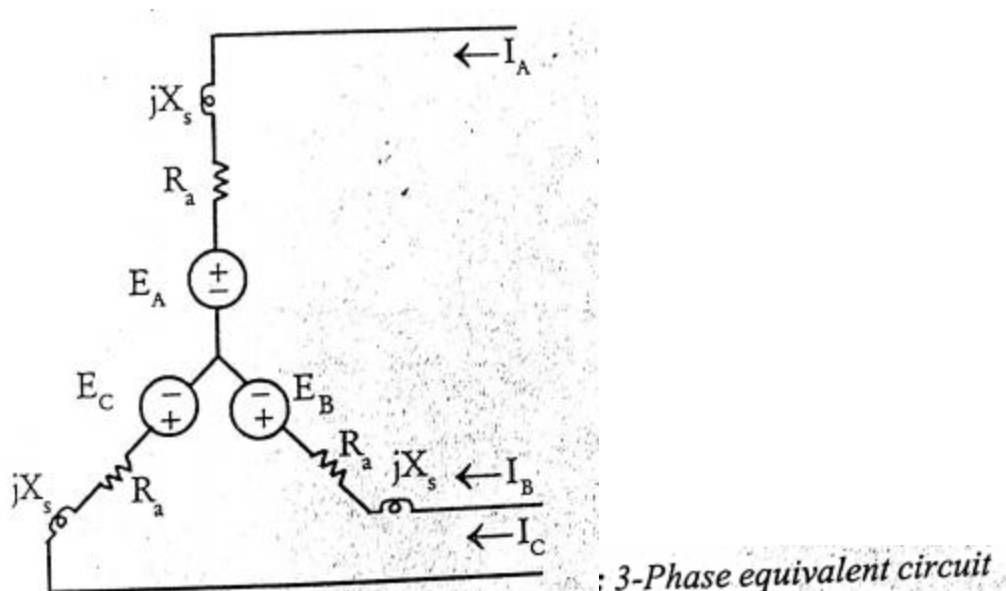 ← I_A
jX_s
R_a
+
−
E_A
E_C
−
+
−
+
E_B
R_a
jX_s
← I_B
jX_s
R_a
← I_C
: 3-Phase equivalent circuit